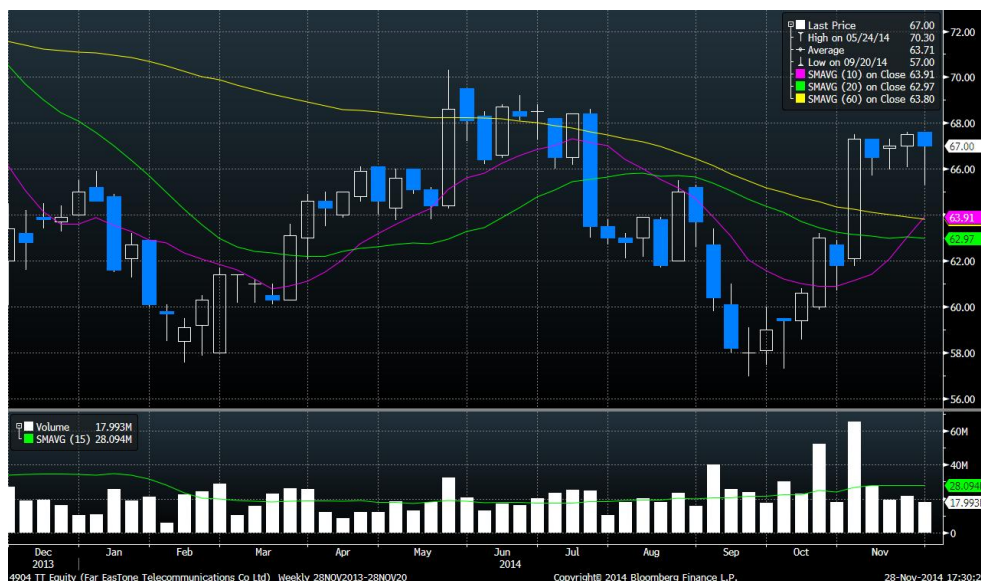 Last Price 67.00
High on 05/24/14 70.30
Average 63.71
Low on 09/20/14 57.00
SMAVG (10) on Close 63.91
SMAVG (20) on Close 62.97
SMAVG (60) on Close 63.80
72.00
70.00
68.00
67.00
66.00
63.91
62.97
62.00
60.00
58.00
56.00
Volume 17.993M
SMAVG (15) 28.094M
60M
40M
28.094M
17.993M
0
Dec Jan Feb Mar Apr May Jun Jul Aug Sep Oct Nov
2013 2014
4904 TT Equity (Far EasTone Telecommunications Co Ltd) Weekly 28NOV2013-28NOV20 Copyright© 2014 Bloomberg Finance L.P. 28-Nov-2014 17:30:2